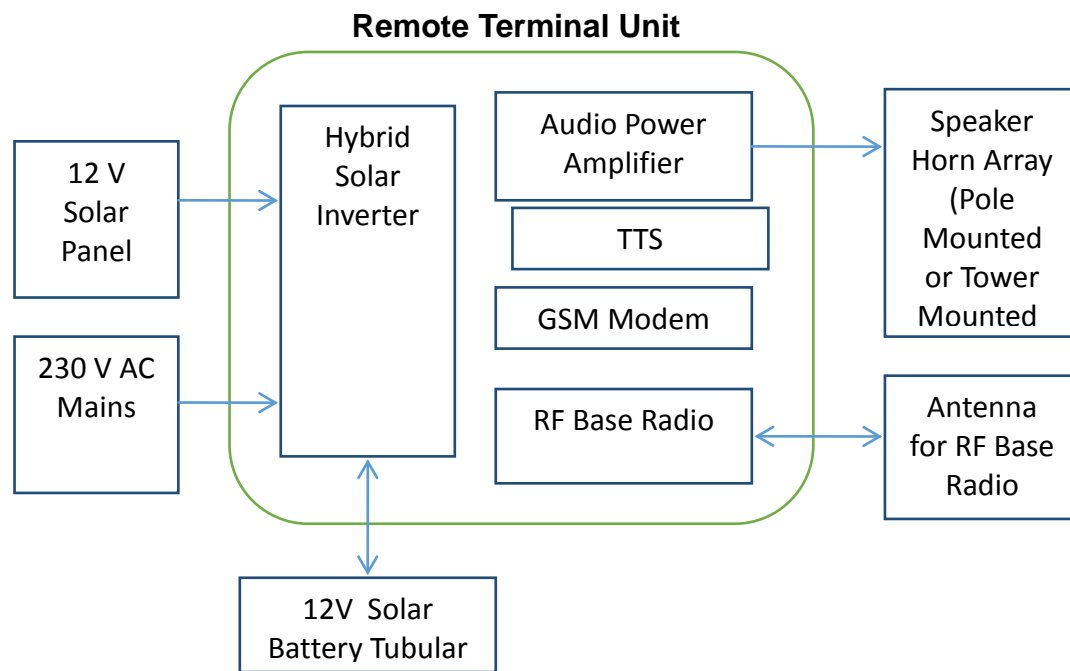 Remote Terminal Unit
12 V
Solar
Panel
230 V AC
Mains
Hybrid
Solar
Inverter
Audio Power
Amplifier
TTS
GSM Modem
RF Base Radio
Speaker
Horn Array
(Pole
Mounted
or Tower
Mounted
Antenna
for RF Base
Radio
12V Solar
Battery Tubular